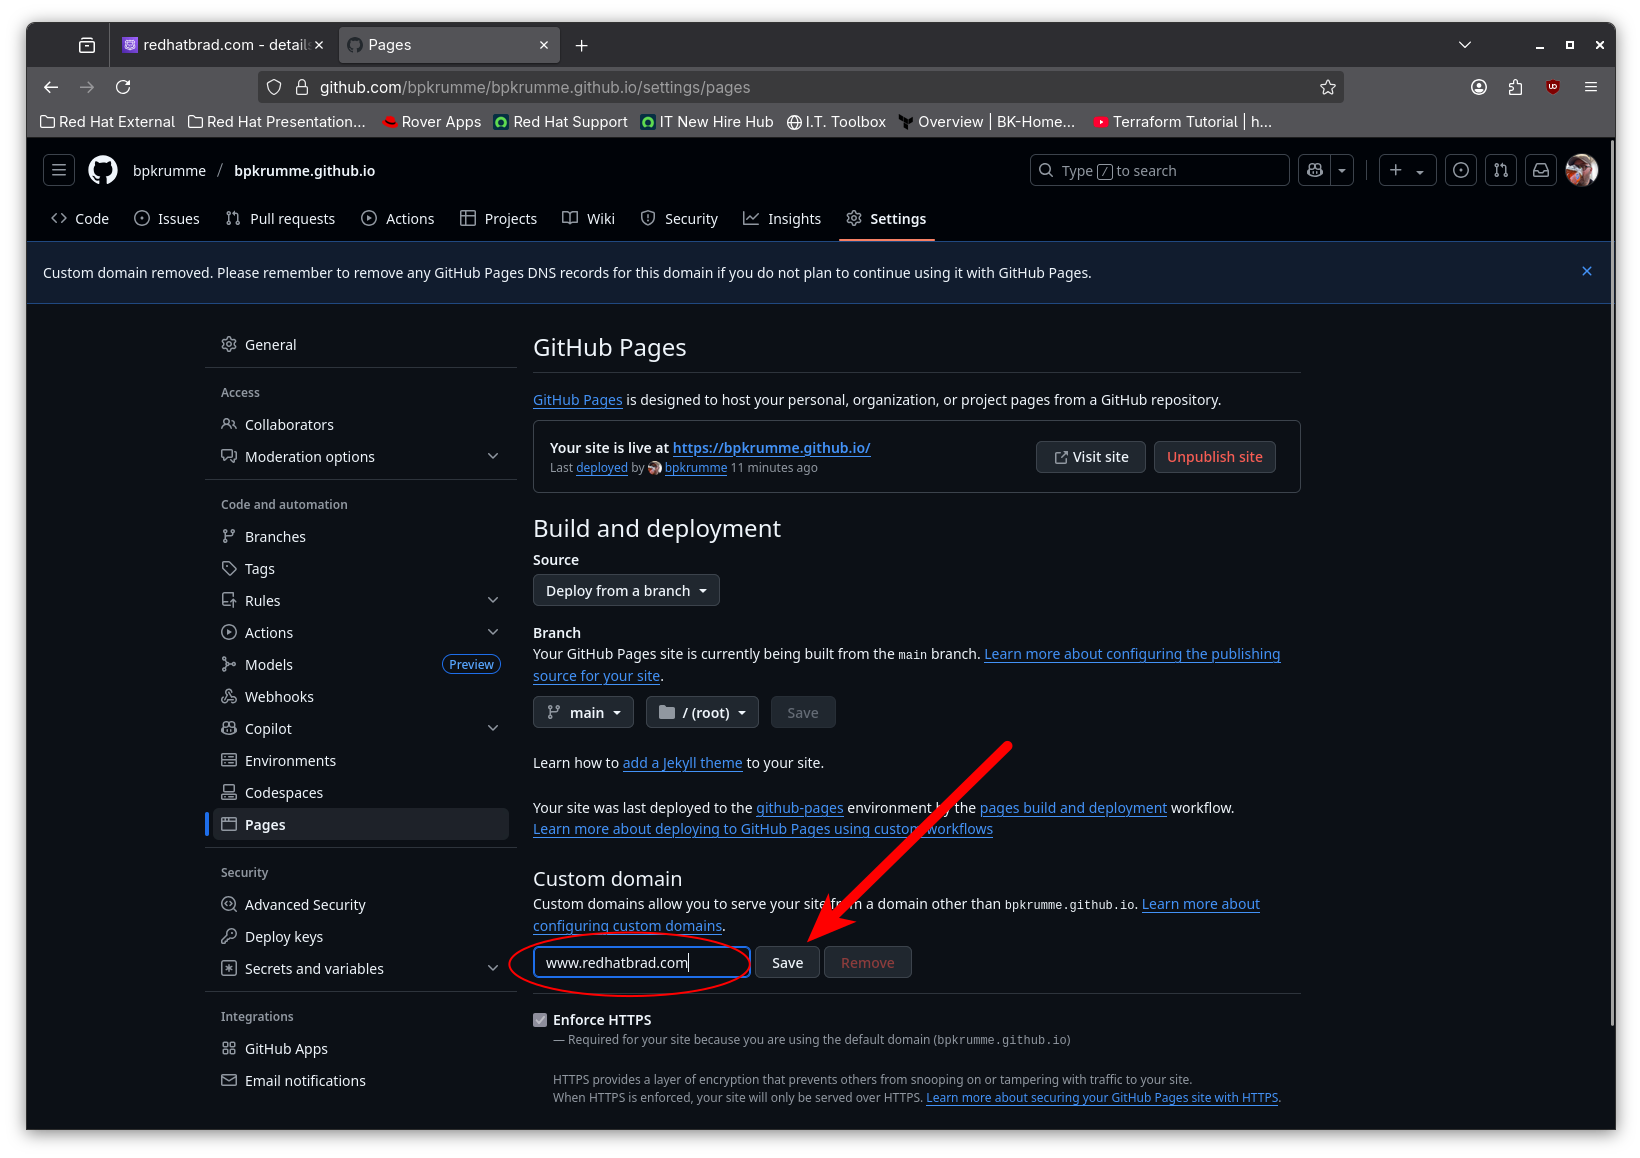 redhatbrad.com - detail
Pages
github.com/bpkrumme/bpkrumme.github.io/settings/pages
Red Hat External Red Hat Presentation... Rover Apps Red Hat Support IT New Hire Hub I.T. Toolbox Overview | BK-Home... Terraform Tutorial | h...
bpkrumme / bpkrumme.github.io
Type / to search
Code Issues Pull requests Actions Projects Wiki Security Insights Settings
Custom domain removed. Please remember to remove any GitHub Pages DNS records for this domain if you do not plan to continue using it with GitHub Pages.
General
Access
Collaborators
Moderation options
Code and automation
Branches
Tags
Rules
Actions
Models Preview
Webhooks
Copilot
Environments
Codespaces
Pages
Security
Advanced Security
Deploy keys
Secrets and variables
Integrations
GitHub Apps
Email notifications
GitHub Pages
GitHub Pages is designed to host your personal, organization, or project pages from a GitHub repository.
Your site is live at https://bpkrumme.github.io/
Last deployed by bpkrumme 11 minutes ago
Visit site Unpublish site
Build and deployment
Source
Deploy from a branch
Branch
Your GitHub Pages site is currently being built from the main branch. Learn more about configuring the publishing
source for your site.
main / (root) Save
Learn how to add a Jekyll theme to your site.
Your site was last deployed to the github-pages environment by the pages build and deployment workflow.
Learn more about deploying to GitHub Pages using custom workflows
Custom domain
Custom domains allow you to serve your site from a domain other than bpkrumme.github.io. Learn more about
configuring custom domains.
www.redhatbrad.com Save Remove
Enforce HTTPS
— Required for your site because you are using the default domain (bpkrumme.github.io)
HTTPS provides a layer of encryption that prevents others from snooping on or tampering with traffic to your site.
When HTTPS is enforced, your site will only be served over HTTPS. Learn more about securing your GitHub Pages site with HTTPS.